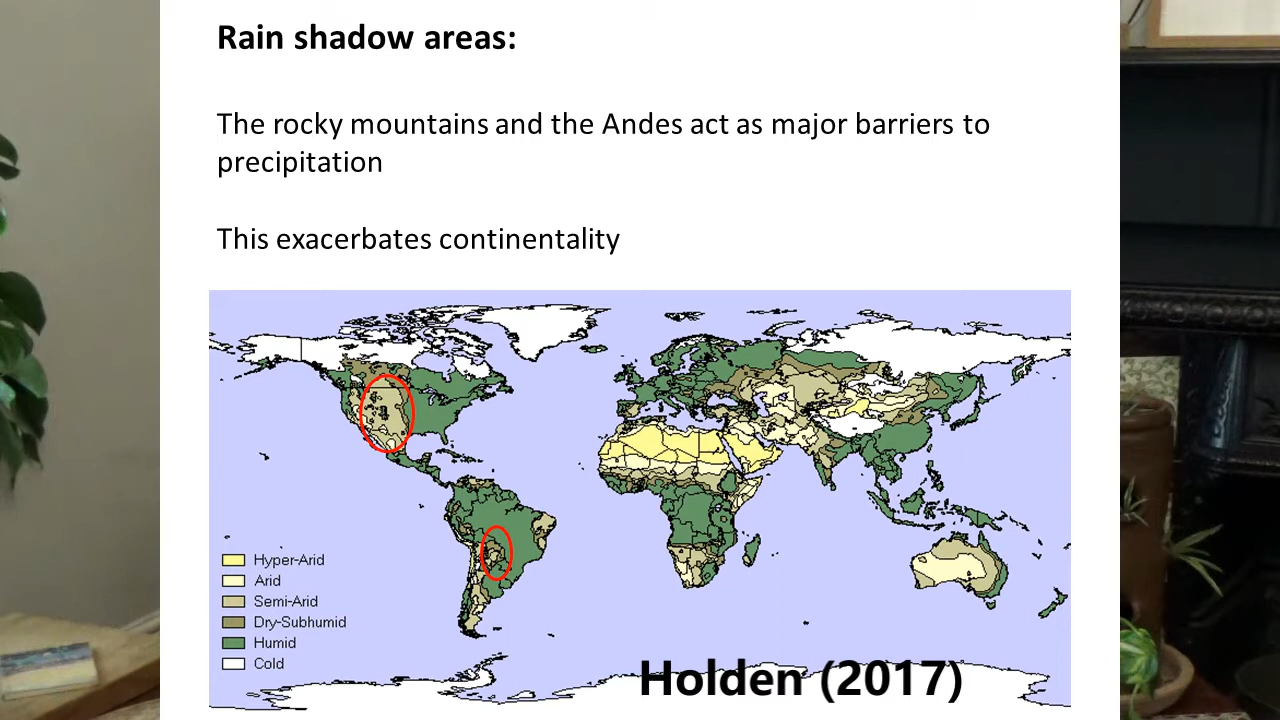 Rain shadow areas:
The rocky mountains and the Andes act as major barriers to
precipitation
This exacerbates continentality
Hyper-Arid
Arid
Semi-Arid
Dry-Subhumid
Humid
Cold
Holden (2017)